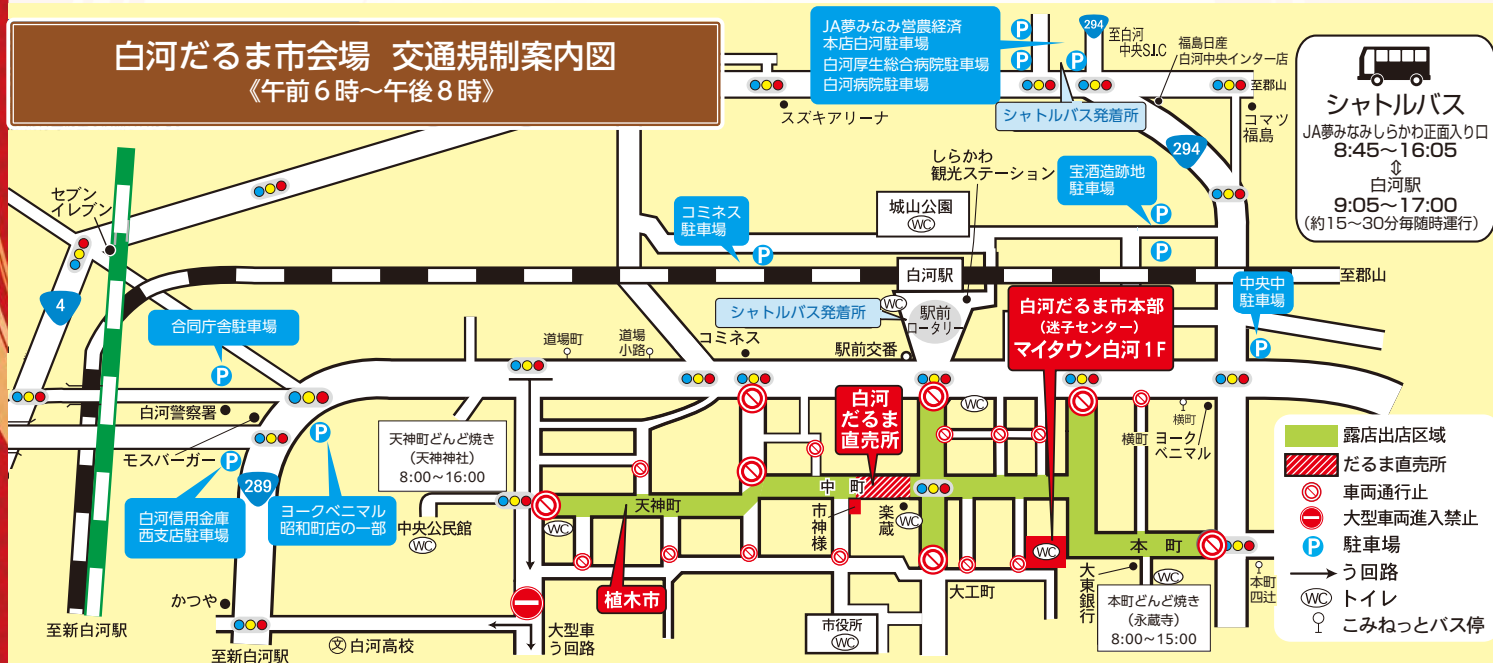 白河だるま市会場 交通規制案内図
《午前6時〜午後8時》
JA夢みなみ営農経済
本店白河駐車場
白河厚生総合病院駐車場
白河病院駐車場
P
P
P
294
至白河
中央S.I.C
福島日産
白河中央インター店
至郡山
スズキアリーナ
シャトルバス発着所
コマツ
福島
294
シャトルバス
JA夢みなみしらかわ正面入り口
8:45〜16:05
⇕
白河駅
9:05〜17:00
(約15〜30分毎随時運行)
しらかわ
観光ステーション
宝酒造跡地
駐車場
P
P
セブン
イレブン
城山公園
WC
コミネス
駐車場
P
白河駅
至郡山
4
中央中
駐車場
P
合同庁舎駐車場
P
シャトルバス発着所
WC
駅前
ロータリー
白河だるま市本部
(迷子センター)
マイタウン白河1F
道場町
道場
小路
コミネス
駅前交番
白河警察署
モスバーガー
P
P
289
白河
だるま
直売所
WC
横町
横町
ヨーク
ベニマル
天神町どんど焼き
(天神神社)
8:00〜16:00
白河信用金庫
西支店駐車場
ヨークベニマル
昭和町店の一部
中央公民館
WC
天神町
WC
中町
市神様
楽蔵
WC
WC
本町
大東銀行
WC
本町
四辻
かつや
植木市
大工町
本町どんど焼き
(永蔵寺)
8:00〜15:00
市役所
WC
至新白河駅
至新白河駅
文 白河高校
大型車
う回路
露店出店区域
だるま直売所
車両通行止
大型車両進入禁止
P 駐車場
う回路
WC トイレ
こみねっとバス停